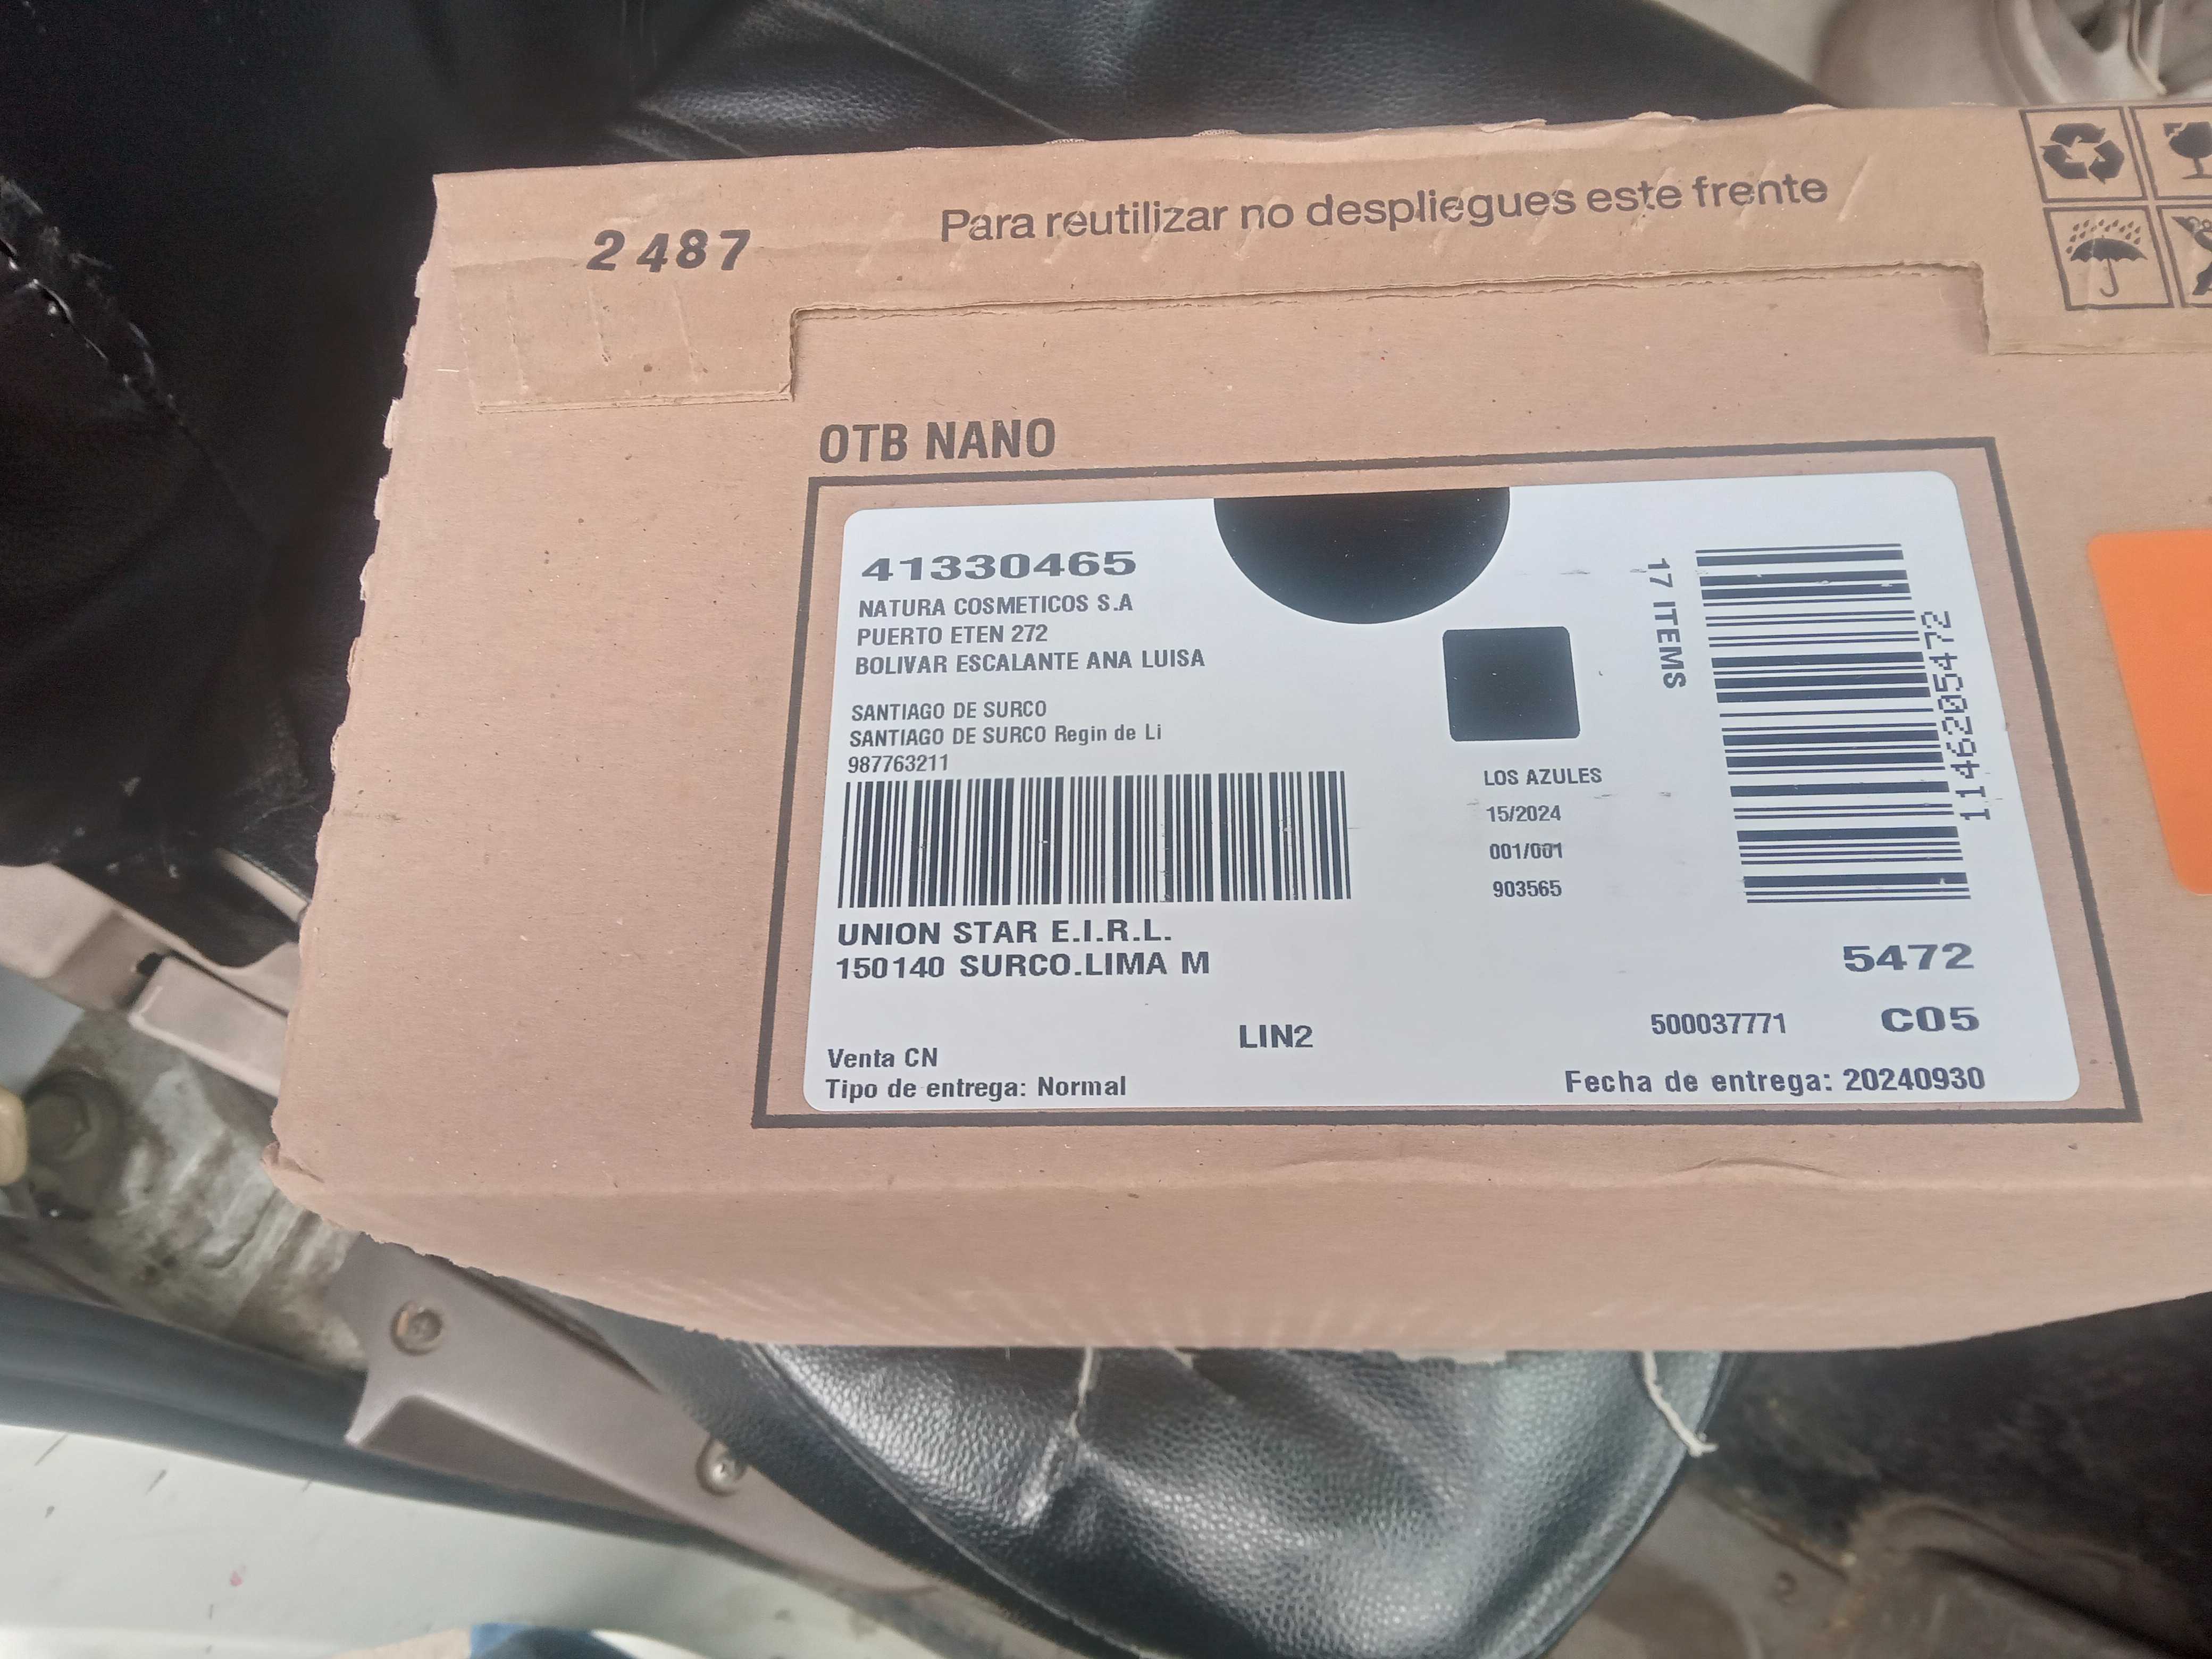 2487
Para reutilizar no despliegues este frente
OTB NANO
41330465
NATURA COSMETICOS S.A
PUERTO ETEN 272
BOLIVAR ESCALANTE ANA LUISA
SANTIAGO DE SURCO
SANTIAGO DE SURCO Regin de Li
987763211
UNION STAR E.I.R.L.
150140 SURCO.LIMA M
LIN2
Venta CN
Tipo de entrega: Normal
17 ITEMS
1146205472
LOS AZULES
15/2024
001/001
903565
5472
500037771 C05
Fecha de entrega: 20240930